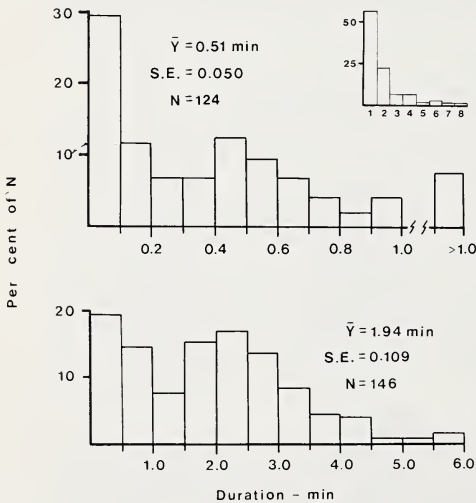 30
20
10
Ȳ = 0.51 min
S.E. = 0.050
N = 124
50
25
1 2 3 4 5 6 7 8
0.2 0.4 0.6 0.8 1.0 >1.0
Per cent of N
20
10
Ȳ = 1.94 min
S.E. = 0.109
N = 146
1.0 2.0 3.0 4.0 5.0 6.0
Duration – min